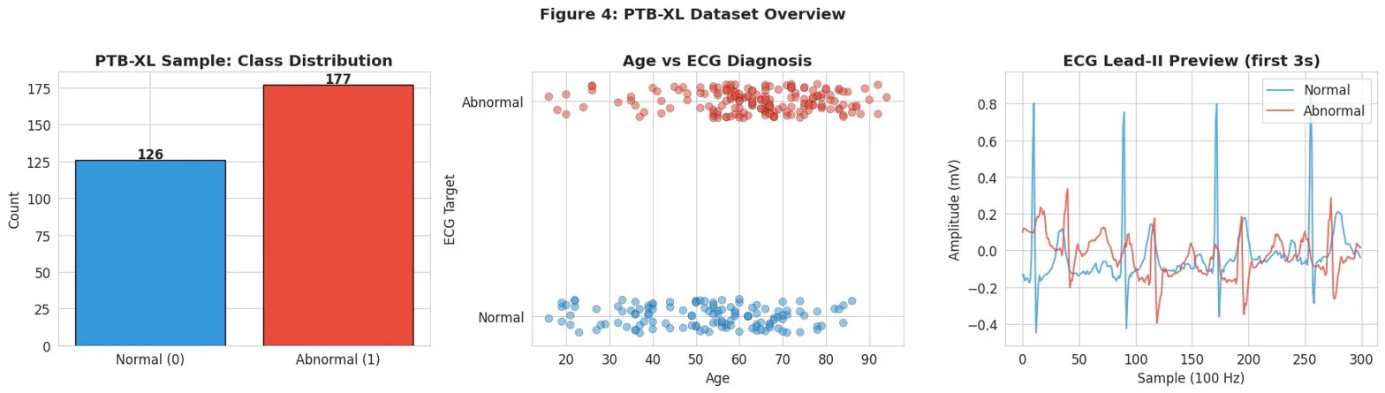 Figure 4: PTB-XL Dataset Overview
PTB-XL Sample: Class Distribution
177
126
175
150
125
100
75
50
25
0
Count
Normal (0)
Abnormal (1)
Age vs ECG Diagnosis
Abnormal
Normal
ECG Target
20
30
40
50
60
70
80
90
Age
ECG Lead-II Preview (first 3s)
Normal
Abnormal
0.8
0.6
0.4
0.2
0.0
−0.2
−0.4
Amplitude (mV)
0
50
100
150
200
250
300
Sample (100 Hz)